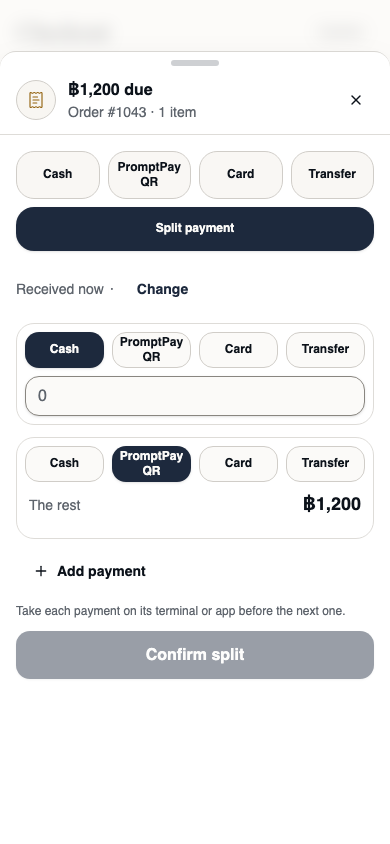 ฿1,200 due
Order #1043 · 1 item
Cash
PromptPay
QR
Card
Transfer
Split payment
Received now ·
Change
Cash
PromptPay
QR
Card
Transfer
0
Cash
PromptPay
QR
Card
Transfer
The rest
฿1,200
Add payment
Take each payment on its terminal or app before the next one.
Confirm split